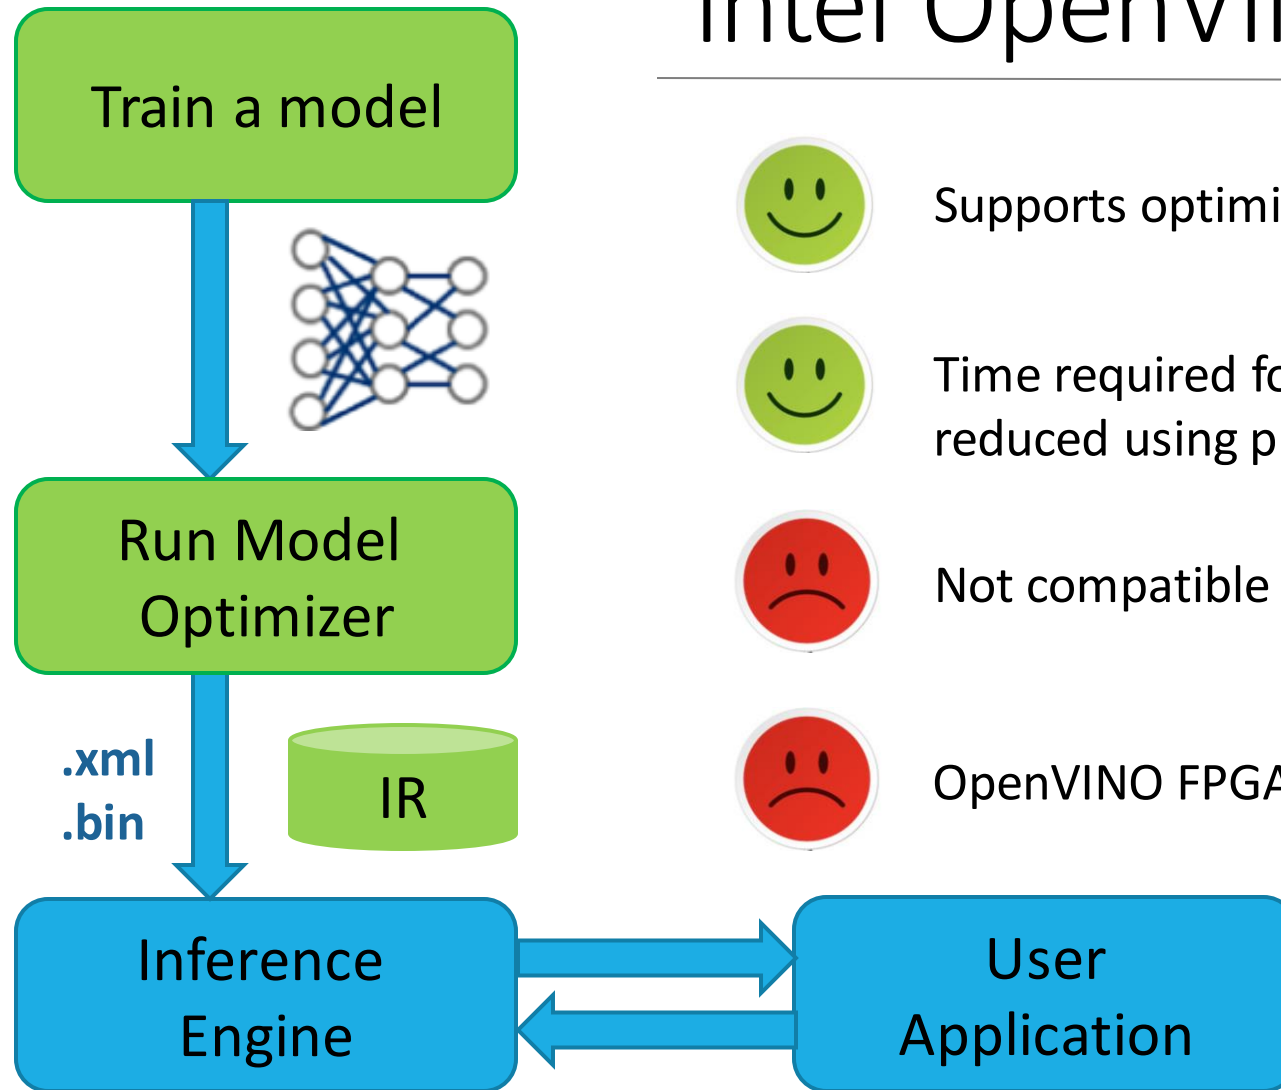 Intel OpenVI
Train a model
Supports optimi
Time required fo
reduced using p
Run Model
Optimizer
Not compatible
.xml
.bin
IR
OpenVINO FPGA
Inference
Engine
User
Application